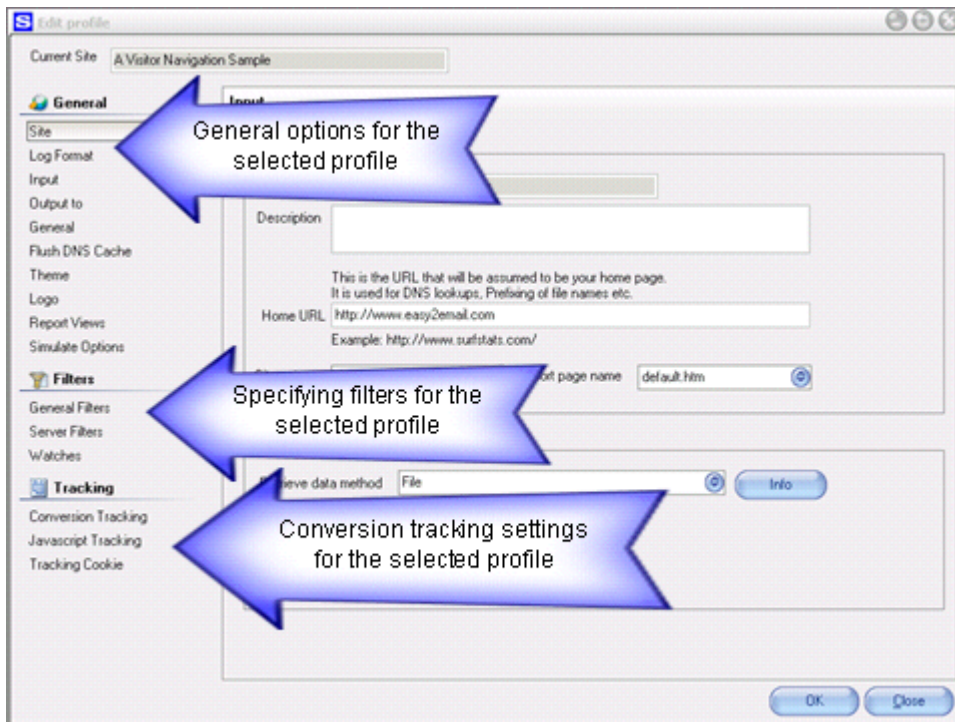 S Edit profile
Current Site A Visitor Navigation Sample
General
Site
Log Format
Input
Output to
General
Flush DNS Cache
Theme
Logo
Report Views
Simulate Options
Filters
General Filters
Server Filters
Watches
Tracking
Conversion Tracking
Javascript Tracking
Tracking Cookie
General options for the
selected profile
Description
This is the URL that will be assumed to be your home page.
It is used for DNS lookups, Prefixing of file names etc.
Home URL http://www.easy2email.com
Example: http://www.surfstats.com/
page name default.htm
Specifying filters for the
selected profile
data method File Info
Conversion tracking settings
for the selected profile
OK Close